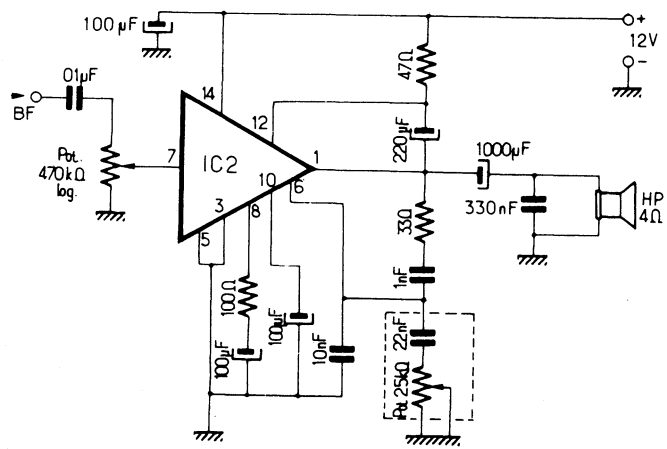 100 µF
+
12V
-
47Ω
01µF
BF
14
12
220µF
1000µF
Pot.
470kΩ
log.
7
IC2
1
10
6
3
8
5
33Ω
330nF
HP
4Ω
1nF
100Ω
100µF
100µF
10nF
22nF
Pot 25kΩ